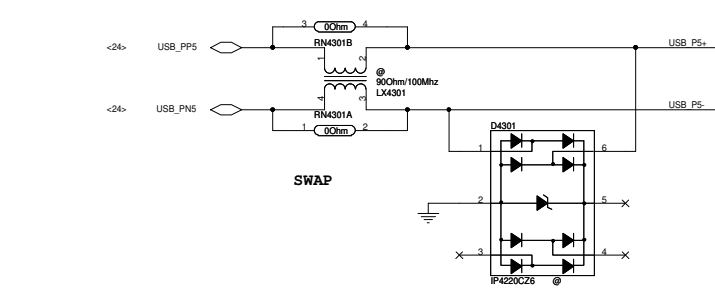 3 0Ohm 4
<24> USB_PP5 RN4301B USB_P5+
1 2
@
90Ohm/100Mhz
LX4301
4 3
<24> USB_PN5 RN4301A USB_P5-
1 0Ohm 2
D4301
1 6
SWAP
2 5
3 4
IP4220CZ6 @